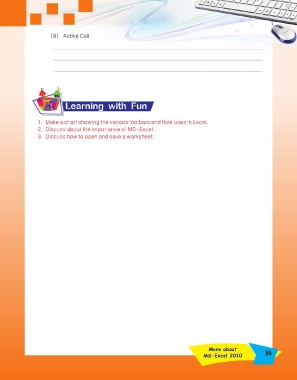 (iii) Active Cell
Learning with Fun
1. Make a chart showing the various toolbars and their uses in Excel.
2. Discuss about the importance of MS-Excel.
3. Discuss how to open and save a worksheet.
More about
MS-Excel 2010
55